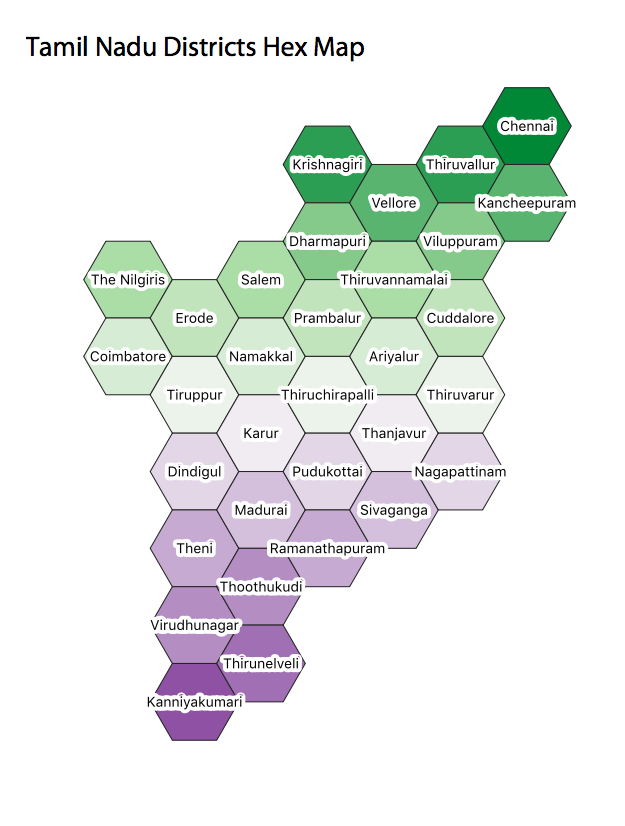 Tamil Nadu Districts Hex Map
Chennai
Krishnagiri
Thiruvallur
Vellore
Kancheepuram
Dharmapuri
Viluppuram
The Nilgiris
Salem
Thiruvannamalai
Erode
Prambalur
Cuddalore
Coimbatore
Namakkal
Ariyalur
Tiruppur
Thiruchirapalli
Thiruvarur
Karur
Thanjavur
Dindigul
Pudukottai
Nagapattinam
Madurai
Sivaganga
Theni
Ramanathapuram
Thoothukudi
Virudhunagar
Thirunelveli
Kanniyakumari